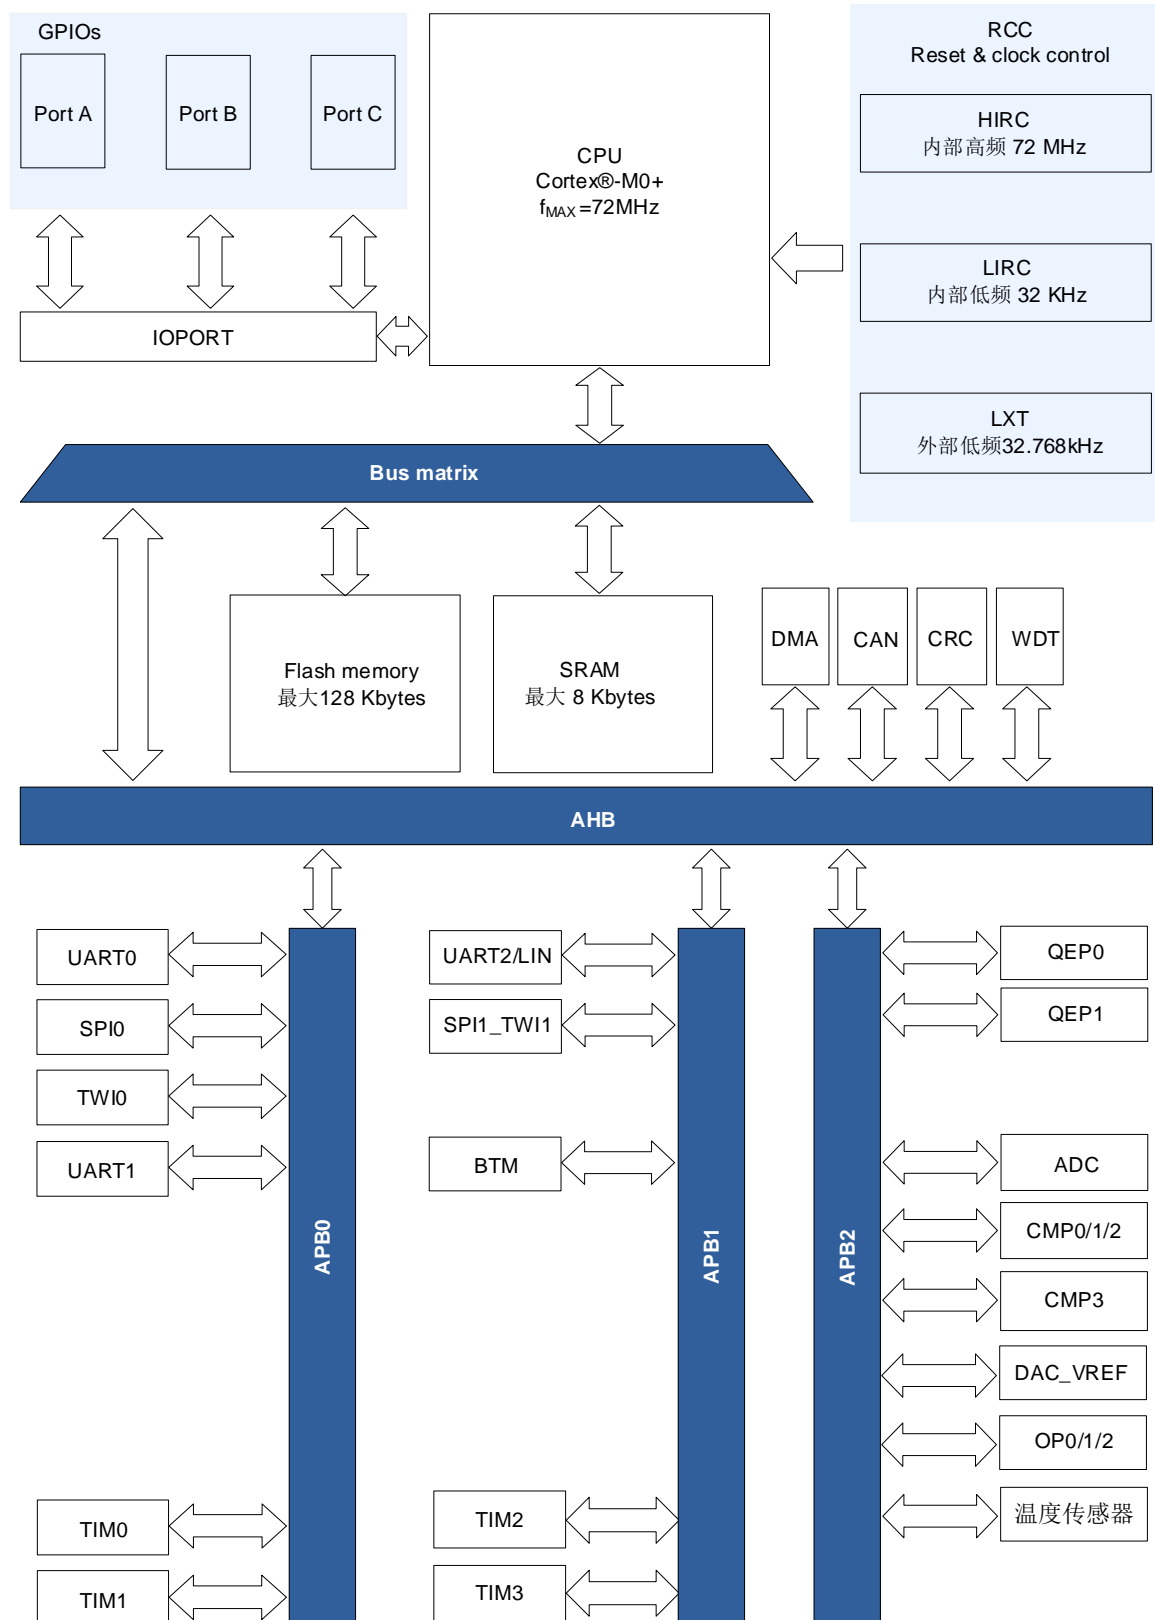 GPIOs
Port A
Port B
Port C
CPU
Cortex®-M0+
fMAX=72MHz
RCC
Reset & clock control
HIRC
内部高频 72 MHz
LIRC
内部低频 32 KHz
LXT
外部低频32.768kHz
IOPORT
Bus matrix
Flash memory
最大128 Kbytes
SRAM
最大 8 Kbytes
DMA
CAN
CRC
WDT
AHB
UART0
SPI0
TWI0
UART1
TIM0
TIM1
APB0
UART2/LIN
SPI1_TWI1
BTM
TIM2
TIM3
APB1
APB2
QEP0
QEP1
ADC
CMP0/1/2
CMP3
DAC_VREF
OP0/1/2
温度传感器